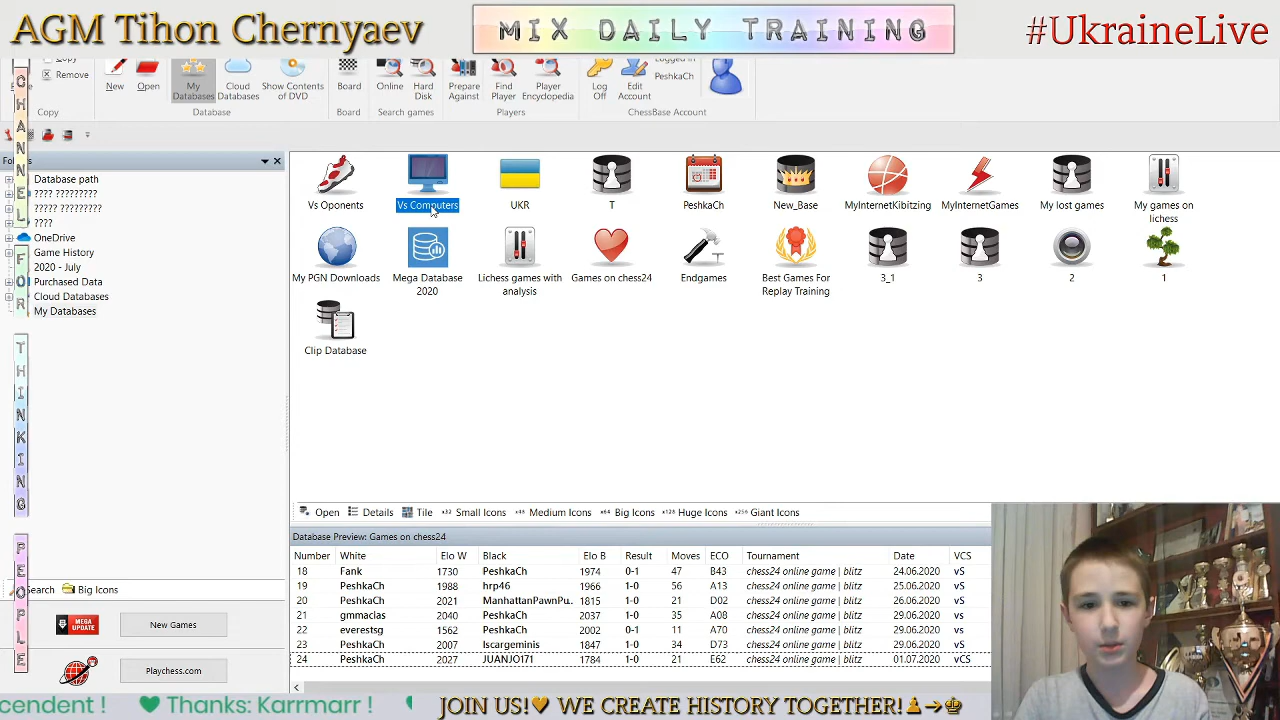 AGM Tihon Chernyaev
MIX DAILY TRAINING
#UkraineLive
Copy
Remove
New
Open
My Databases
Cloud Databases
Show Contents of DVD
Board
Online
Hard Disk
Prepare Against
Find Player
Player Encyclopedia
Log Off
Edit Account
PeshkaCh
Copy
Database
Board
Search games
Players
ChessBase Account
CHANNEL FOR THINKING PEOPLE
Database path
???? ?????????
????? ?????????
????
OneDrive
Game History
2020 - July
Purchased Data
Cloud Databases
My Databases
Vs Oponents
Vs Computers
UKR
T
PeshkaCh
New_Base
MyInternetKibitzing
MyInternetGames
My lost games
My games on lichess
My PGN Downloads
Mega Database 2020
Lichess games with analysis
Games on chess24
Endgames
Best Games For Replay Training
3_1
3
2
1
Clip Database
Open
Details
Tile
Small Icons
Medium Icons
Big Icons
Huge Icons
Giant Icons
Database Preview: Games on chess24
Number White Elo W Black Elo B Result Moves ECO Tournament Date VCS
18 Fank 1730 PeshkaCh 1974 0-1 47 B43 chess24 online game | blitz 24.06.2020 vS
19 PeshkaCh 1988 hrp46 1966 1-0 56 A13 chess24 online game | blitz 25.06.2020 vS
20 PeshkaCh 2021 ManhattanPawnPu.. 1815 1-0 21 D02 chess24 online game | blitz 26.06.2020 vS
21 gmmaclas 2040 PeshkaCh 2037 1-0 35 A08 chess24 online game | blitz 29.06.2020 vS
22 everestsg 1562 PeshkaCh 2002 0-1 11 A70 chess24 online game | blitz 29.06.2020 vs
23 PeshkaCh 2007 Iscargeminis 1847 1-0 34 D73 chess24 online game | blitz 29.06.2020 vS
24 PeshkaCh 2027 JUANJO171 1784 1-0 21 E62 chess24 online game | blitz 01.07.2020 vCS
Search
Big Icons
MEGA UPDATE
New Games
Playchess.com
cendent !
Thanks: Karrmarr !
JOIN US! WE CREATE HISTORY TOGETHER!